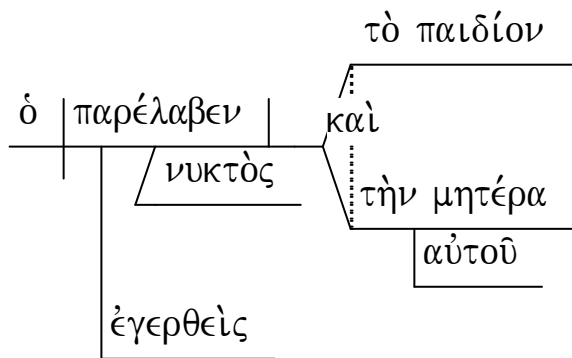 τὸ παιδίον
ὁ παρέλαβεν
καὶ
νυκτὸς
τὴν μητέρα
αὐτοῦ
ἐγερθεὶς